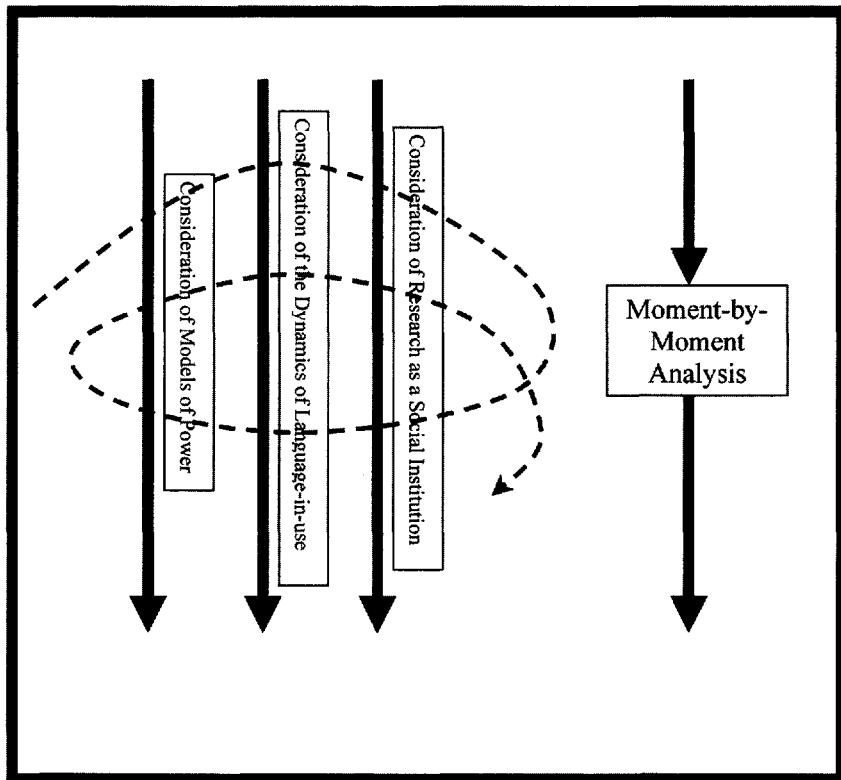 Consideration of Models of Power
Consideration of the Dynamics of Language-in-use
Consideration of Research as a Social Institution
Moment-by-
Moment
Analysis